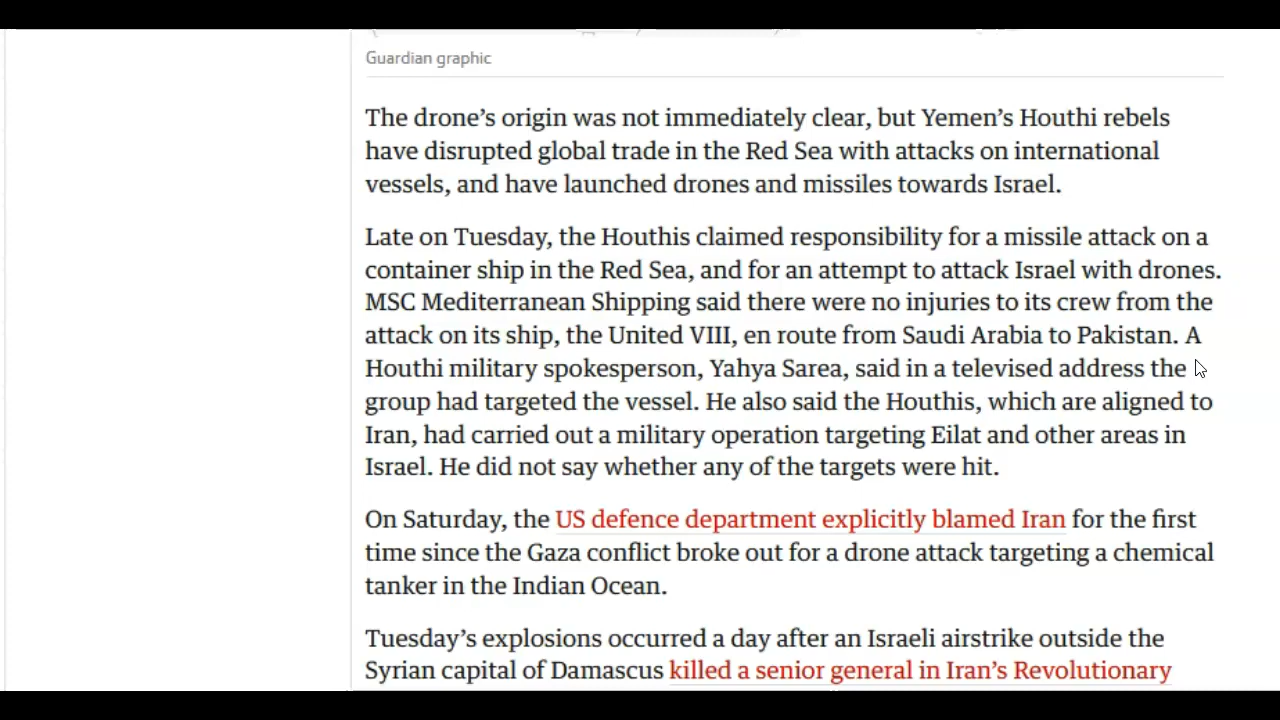 Guardian graphic
The drone’s origin was not immediately clear, but Yemen’s Houthi rebels
have disrupted global trade in the Red Sea with attacks on international
vessels, and have launched drones and missiles towards Israel.
Late on Tuesday, the Houthis claimed responsibility for a missile attack on a
container ship in the Red Sea, and for an attempt to attack Israel with drones.
MSC Mediterranean Shipping said there were no injuries to its crew from the
attack on its ship, the United VIII, en route from Saudi Arabia to Pakistan. A
Houthi military spokesperson, Yahya Sarea, said in a televised address the
group had targeted the vessel. He also said the Houthis, which are aligned to
Iran, had carried out a military operation targeting Eilat and other areas in
Israel. He did not say whether any of the targets were hit.
On Saturday, the US defence department explicitly blamed Iran for the first
time since the Gaza conflict broke out for a drone attack targeting a chemical
tanker in the Indian Ocean.
Tuesday’s explosions occurred a day after an Israeli airstrike outside the
Syrian capital of Damascus killed a senior general in Iran’s Revolutionary